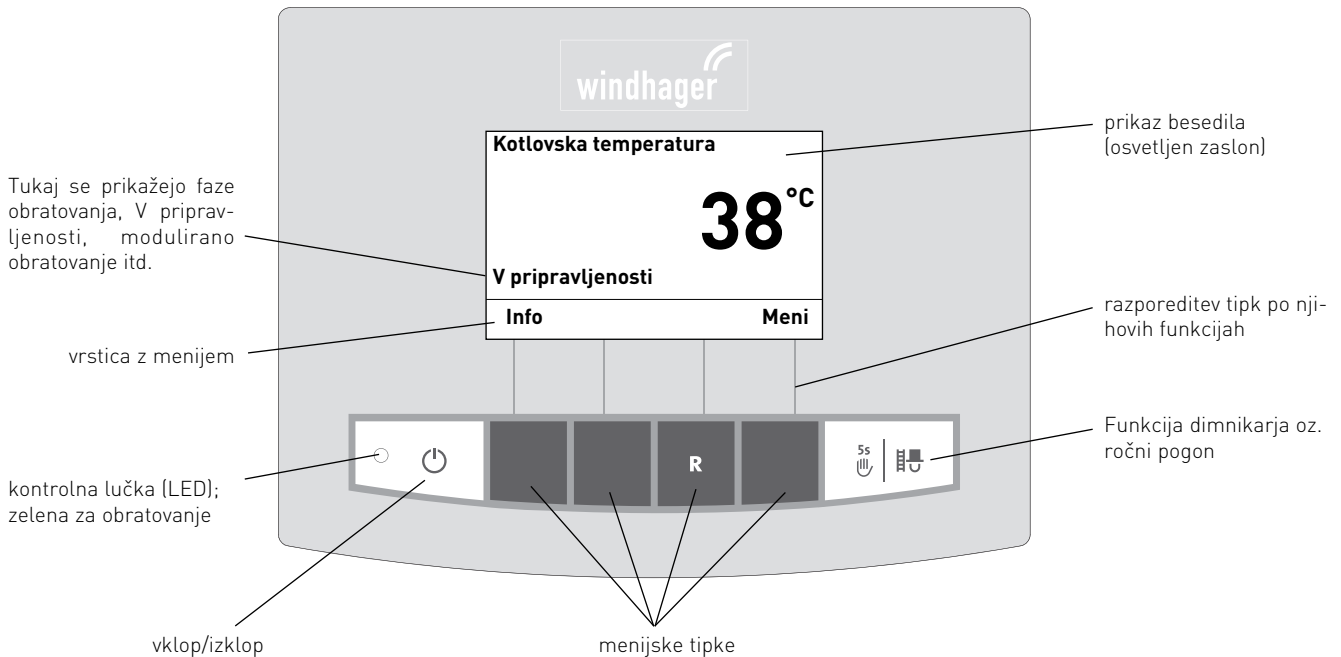 windhager
Kotlovska temperatura
38 °C
V pripravljenosti
Info Meni
prikaz besedila
(osvetljen zaslon)
Tukaj se prikažejo faze
obratovanja, V priprav-
ljenosti, modulirano
obratovanje itd.
vrstica z menijem
razporeditev tipk po nji-
hovih funkcijah
R
5s
Funkcija dimnikarja oz.
ročni pogon
kontrolna lučka (LED);
zelena za obratovanje
vklop/izklop
menijske tipke